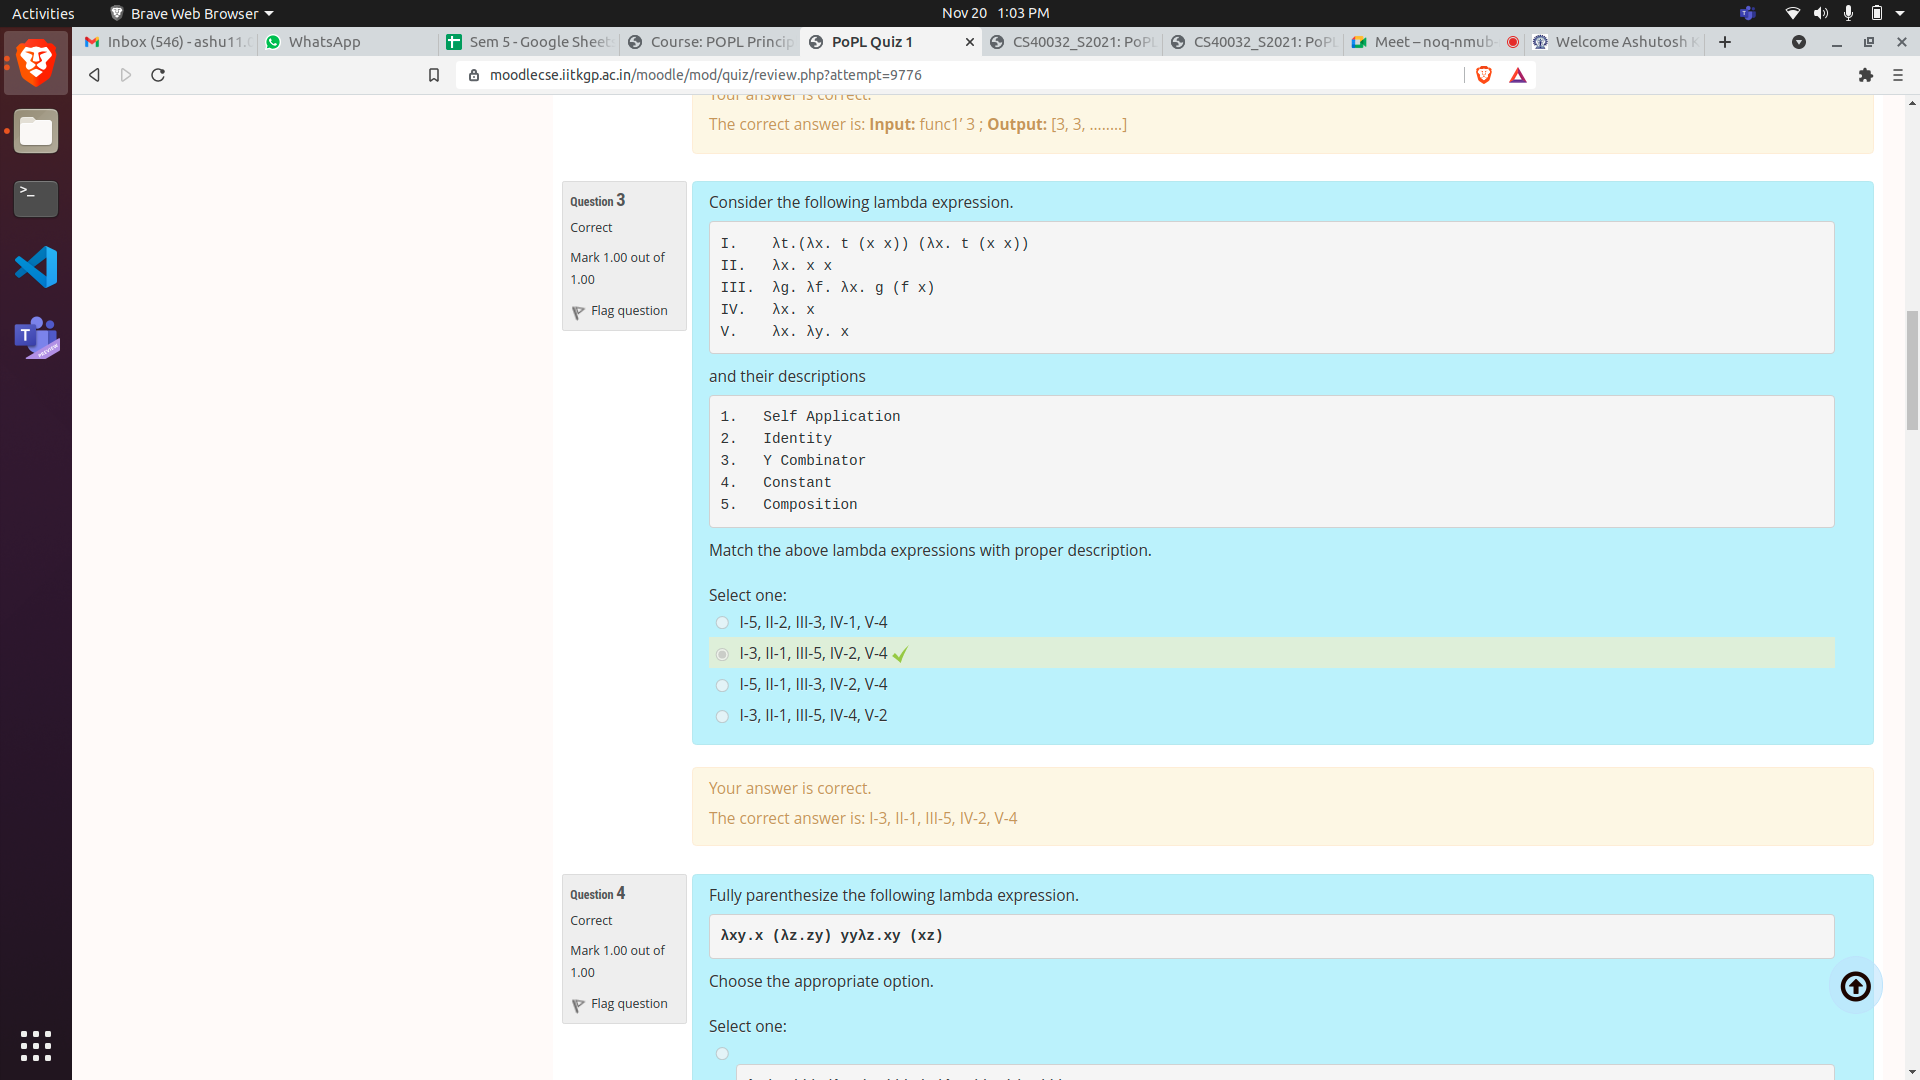 Activities
Brave Web Browser
Nov 20 1:03 PM
Inbox (546) - ashu11.
WhatsApp
Sem 5 - Google Sheet
Course: POPL Princip
PoPL Quiz 1
CS40032_S2021: PoPL
CS40032_S2021: PoPL
Meet – noq-nmub-
Welcome Ashutosh K
moodlecse.iitkgp.ac.in/moodle/mod/quiz/review.php?attempt=9776
Your answer is correct.
The correct answer is: Input: func1’ 3 ; Output: [3, 3, ........]
Question 3
Correct
Mark 1.00 out of
1.00
Flag question
Consider the following lambda expression.
I. λt.(λx. t (x x)) (λx. t (x x))
II. λx. x x
III. λg. λf. λx. g (f x)
IV. λx. x
V. λx. λy. x
and their descriptions
1. Self Application
2. Identity
3. Y Combinator
4. Constant
5. Composition
Match the above lambda expressions with proper description.
Select one:
I-5, II-2, III-3, IV-1, V-4
I-3, II-1, III-5, IV-2, V-4
I-5, II-1, III-3, IV-2, V-4
I-3, II-1, III-5, IV-4, V-2
Your answer is correct.
The correct answer is: I-3, II-1, III-5, IV-2, V-4
Question 4
Correct
Mark 1.00 out of
1.00
Flag question
Fully parenthesize the following lambda expression.
λxy.x (λz.zy) yyλz.xy (xz)
Choose the appropriate option.
Select one: